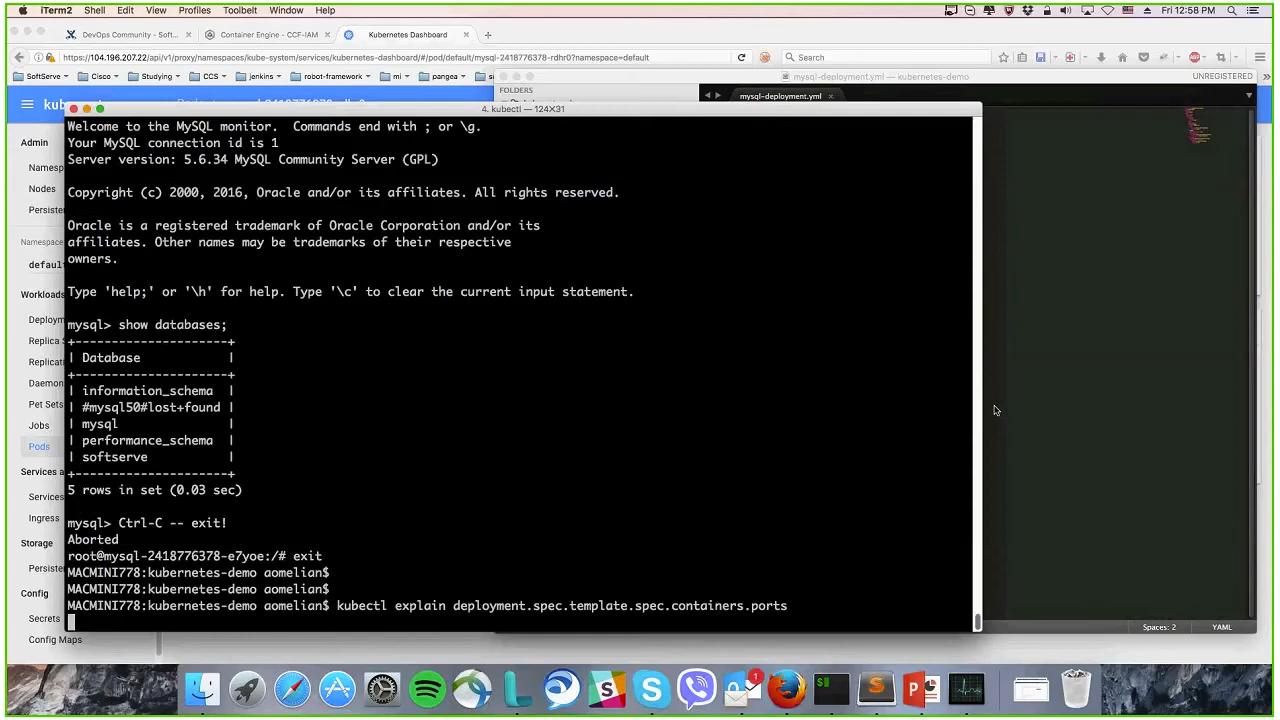 iTerm2 Shell Edit View Profiles Toolbelt Window Help Fri 12:58 PM
DevOps Community - Soft... Container Engine - CCF-IAM Kubernetes Dashboard
https://104.196.207.22/api/v1/proxy/namespaces/kube-system/services/kubernetes-dashboard/#/pod/default/mysql-2418776378-rdhr0?namespace=default Search
SoftServe Cisco Studying CCS jenkins robot-framework mi pangea
mysql-deployment.yml — kubernetes-demo UNREGISTERED
FOLDERS
mysql-deployment.yml
Admin
Namesp
Nodes
Persister
Namespace
default
Workloads
Deploym
Replica S
Replicati
Daemon
Pet Sets
Jobs
Pods
Services a
Services
Ingress
Storage
Persister
Config
Secrets
Config Maps
4. kubectl — 124X31
Welcome to the MySQL monitor.  Commands end with ; or \g.
Your MySQL connection id is 1
Server version: 5.6.34 MySQL Community Server (GPL)
Copyright (c) 2000, 2016, Oracle and/or its affiliates. All rights reserved.
Oracle is a registered trademark of Oracle Corporation and/or its
affiliates. Other names may be trademarks of their respective
owners.
Type 'help;' or '\h' for help. Type '\c' to clear the current input statement.
mysql> show databases;
+---------------------+
| Database            |
+---------------------+
| information_schema  |
| #mysql50#lost+found |
| mysql               |
| performance_schema  |
| softserve           |
+---------------------+
5 rows in set (0.03 sec)
mysql> Ctrl-C -- exit!
Aborted
root@mysql-2418776378-e7yoe:/# exit
MACMINI778:kubernetes-demo aomelian$
MACMINI778:kubernetes-demo aomelian$
MACMINI778:kubernetes-demo aomelian$ kubectl explain deployment.spec.template.spec.containers.ports
Spaces: 2 YAML
1